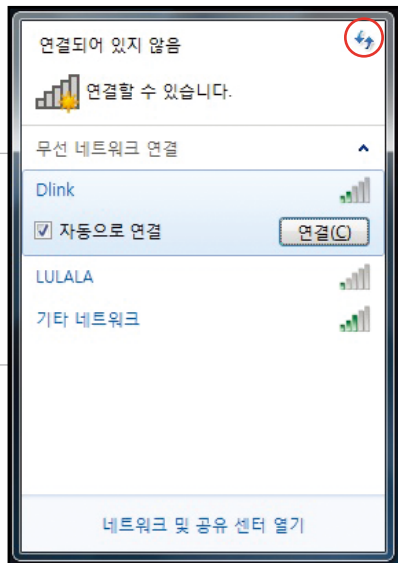 연결되어 있지 않음
연결할 수 있습니다.
무선 네트워크 연결
Dlink
자동으로 연결 연결(C)
LULALA
기타 네트워크
네트워크 및 공유 센터 열기